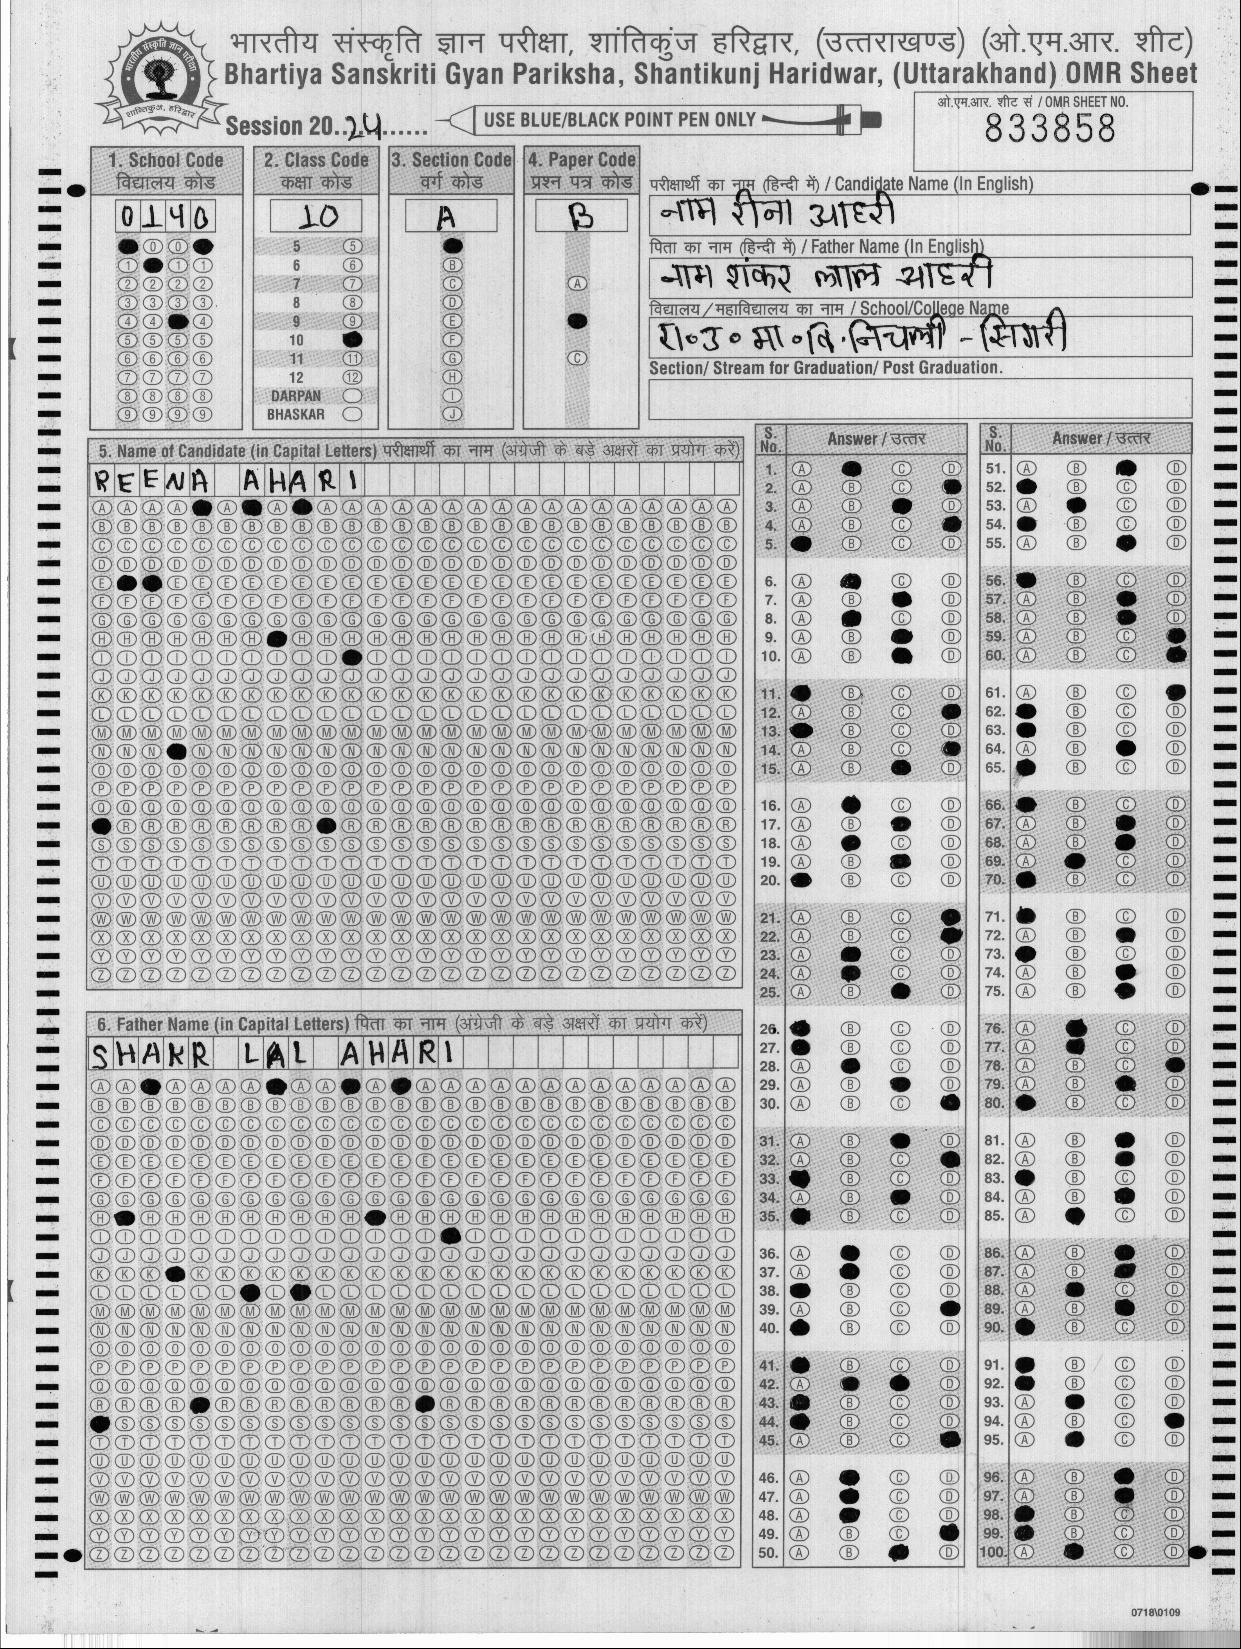 भारतीय संस्कृति ज्ञान परीक्षा, शांतिकुंज हरिद्वार, (उत्तराखण्ड) (ओ.एम.आर. शीट)
Bhartiya Sanskriti Gyan Pariksha, Shantikunj Haridwar, (Uttarakhand) OMR Sheet
Session 20..24......
USE BLUE/BLACK POINT PEN ONLY
ओ.एम.आर. शीट सं / OMR SHEET NO.
833858
1. School Code
विद्यालय कोड
0140
2. Class Code
कक्षा कोड
10
5
6
7
8
9
10
11
12
DARPAN
BHASKAR
3. Section Code
वर्ग कोड
A
4. Paper Code
प्रश्न पत्र कोड
B
परीक्षार्थी का नाम (हिन्दी में) / Candidate Name (In English)
नाम रीना आहरी
पिता का नाम (हिन्दी में) / Father Name (In English)
नाम शंकर लाल आहरी
विद्यालय/महाविद्यालय का नाम / School/College Name
रा॰उ॰मा॰वि.निचली - सिगरी
Section/ Stream for Graduation/ Post Graduation.
5. Name of Candidate (in Capital Letters) परीक्षार्थी का नाम (अंग्रेजी के बड़े अक्षरों का प्रयोग करें)
REENA AHARI
6. Father Name (in Capital Letters) पिता का नाम (अंग्रेजी के बड़े अक्षरों का प्रयोग करें)
SHAKR LAL AHARI
S. No. Answer / उत्तर
S. No. Answer / उत्तर
0718\0109